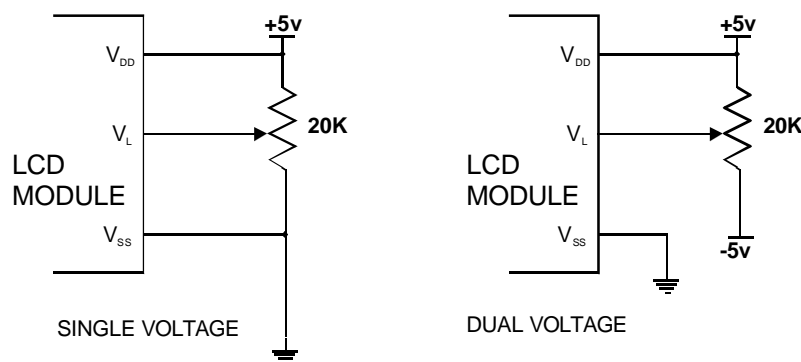 +5v
V_DD
V_L
20K
LCD
MODULE
V_SS
SINGLE VOLTAGE
+5v
V_DD
V_L
20K
LCD
MODULE
V_SS
-5v
DUAL VOLTAGE